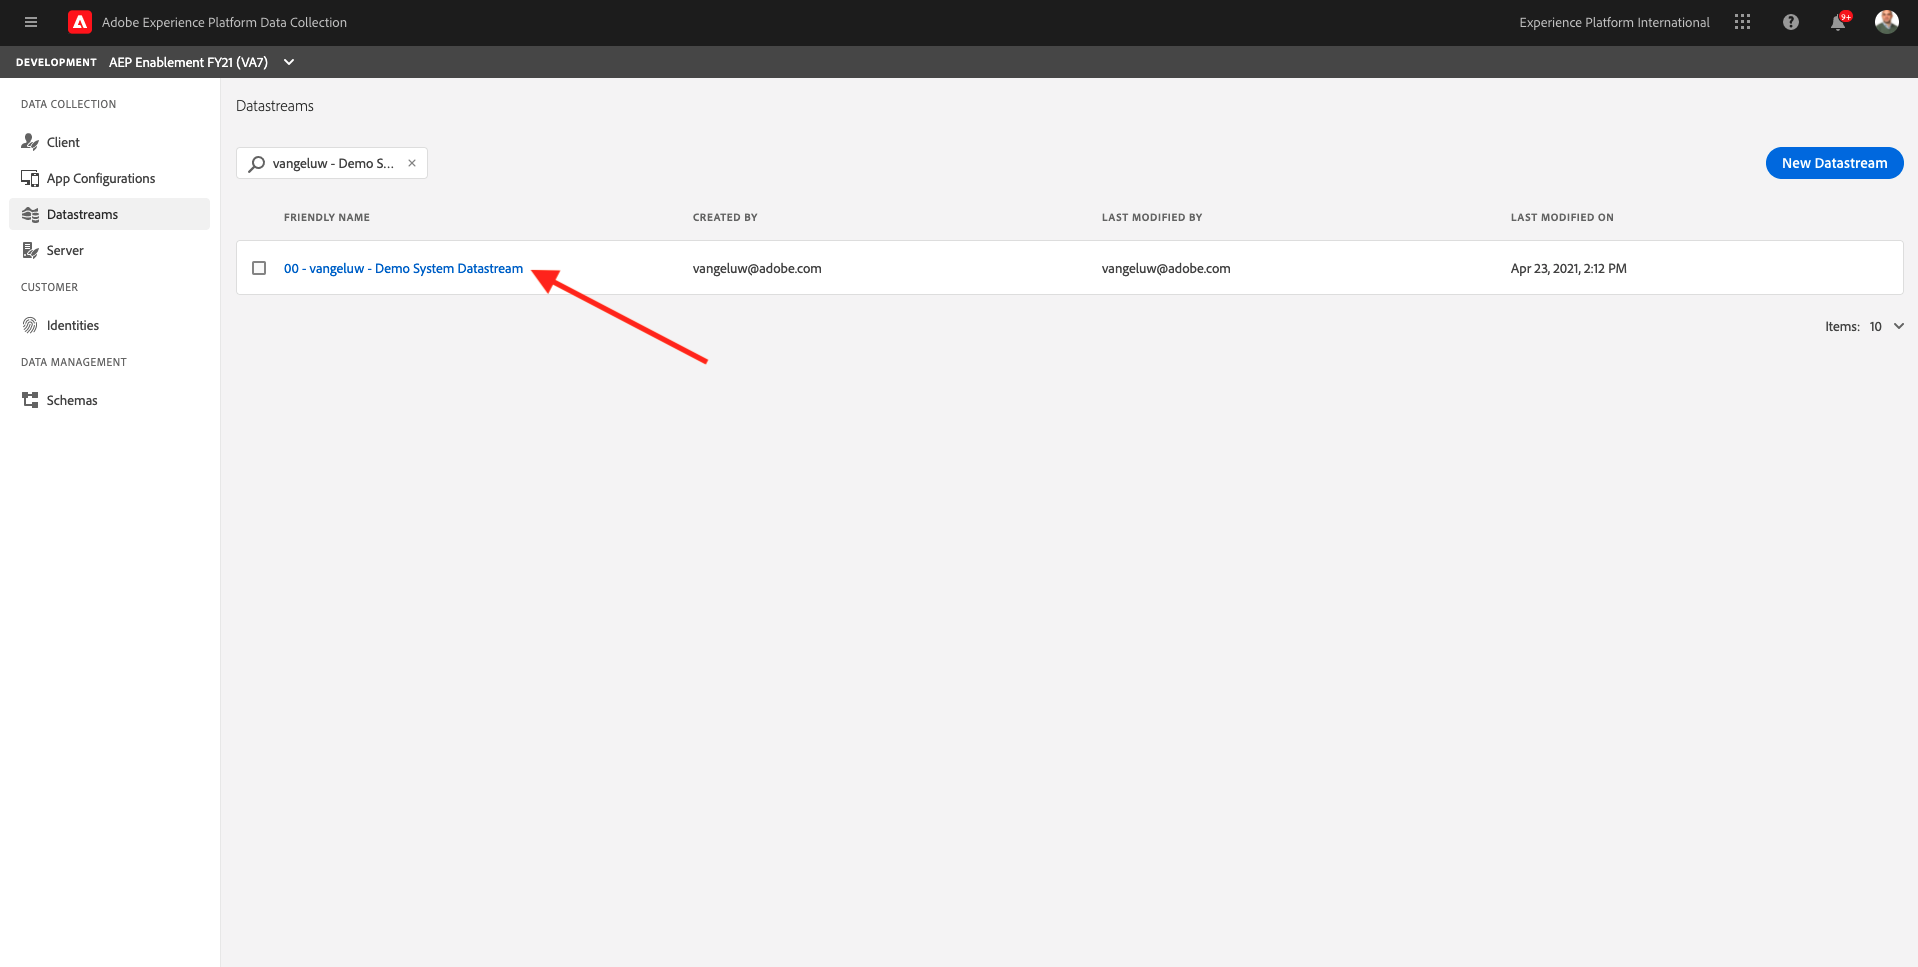 Adobe Experience Platform Data Collection
Experience Platform International
9+
DEVELOPMENT AEP Enablement FY21 (VA7)
DATA COLLECTION
Client
App Configurations
Datastreams
Server
CUSTOMER
Identities
DATA MANAGEMENT
Schemas
Datastreams
vangeluw - Demo S...
New Datastream
FRIENDLY NAME CREATED BY LAST MODIFIED BY LAST MODIFIED ON
00 - vangeluw - Demo System Datastream vangeluw@adobe.com vangeluw@adobe.com Apr 23, 2021, 2:12 PM
Items: 10